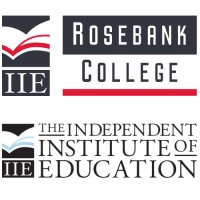 IIE
ROSEBANK
COLLEGE
IIE
THE INDEPENDENT
INSTITUTE OF
EDUCATION